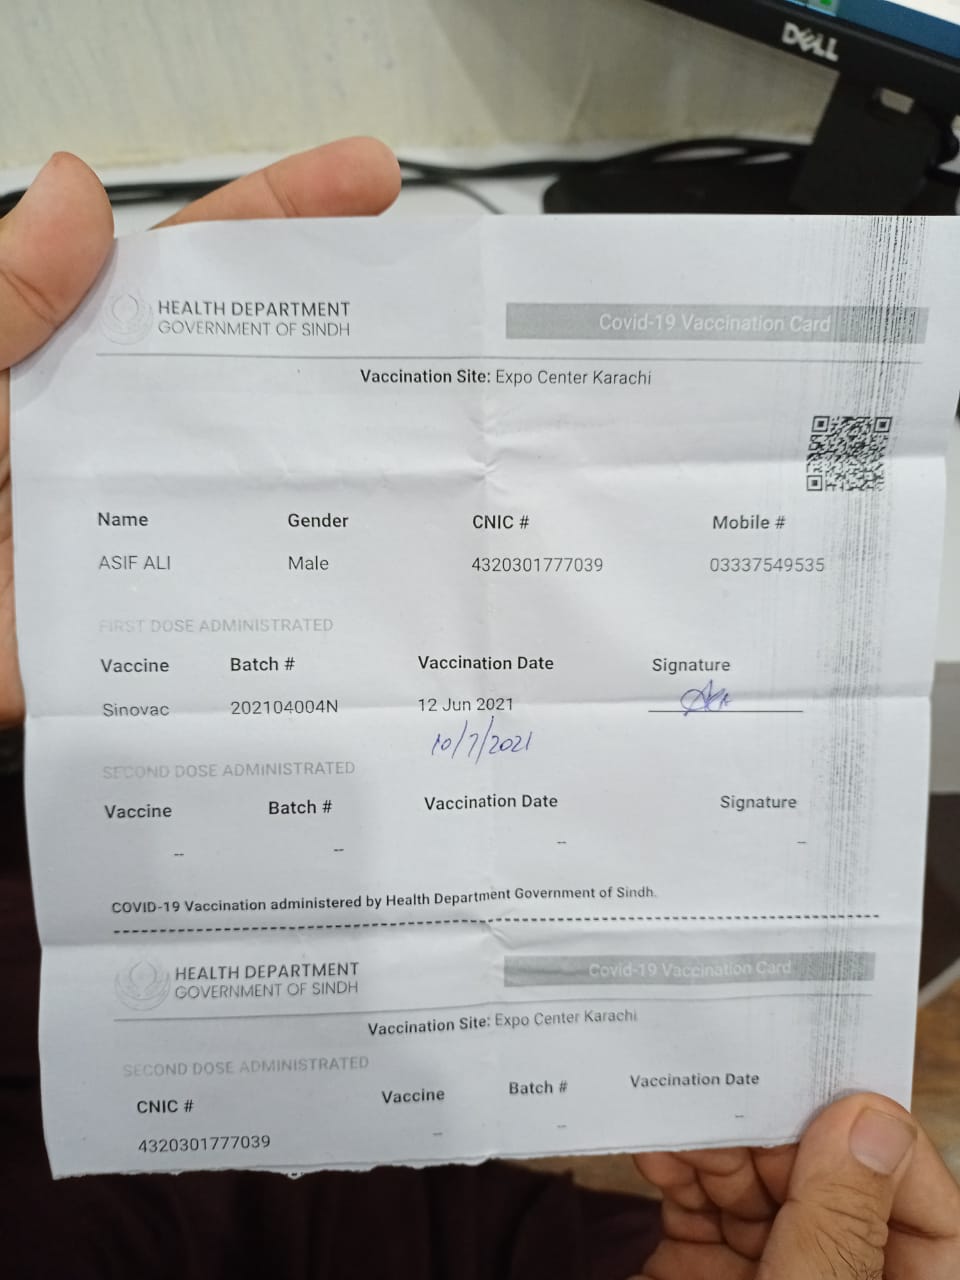 DELL
HEALTH DEPARTMENT
GOVERNMENT OF SINDH
Covid-19 Vaccination Card
Vaccination Site: Expo Center Karachi
Name Gender CNIC # Mobile #
ASIF ALI Male 4320301777039 03337549535
FIRST DOSE ADMINISTRATED
Vaccine Batch # Vaccination Date Signature
Sinovac 202104004N 12 Jun 2021
10/7/2021
SECOND DOSE ADMINISTRATED
Vaccine Batch # Vaccination Date Signature
-- -- -- --
COVID-19 Vaccination administered by Health Department Government of Sindh.
HEALTH DEPARTMENT
GOVERNMENT OF SINDH
Covid-19 Vaccination Card
Vaccination Site: Expo Center Karachi
SECOND DOSE ADMINISTRATED
CNIC # Vaccine Batch # Vaccination Date
4320301777039 -- -- --